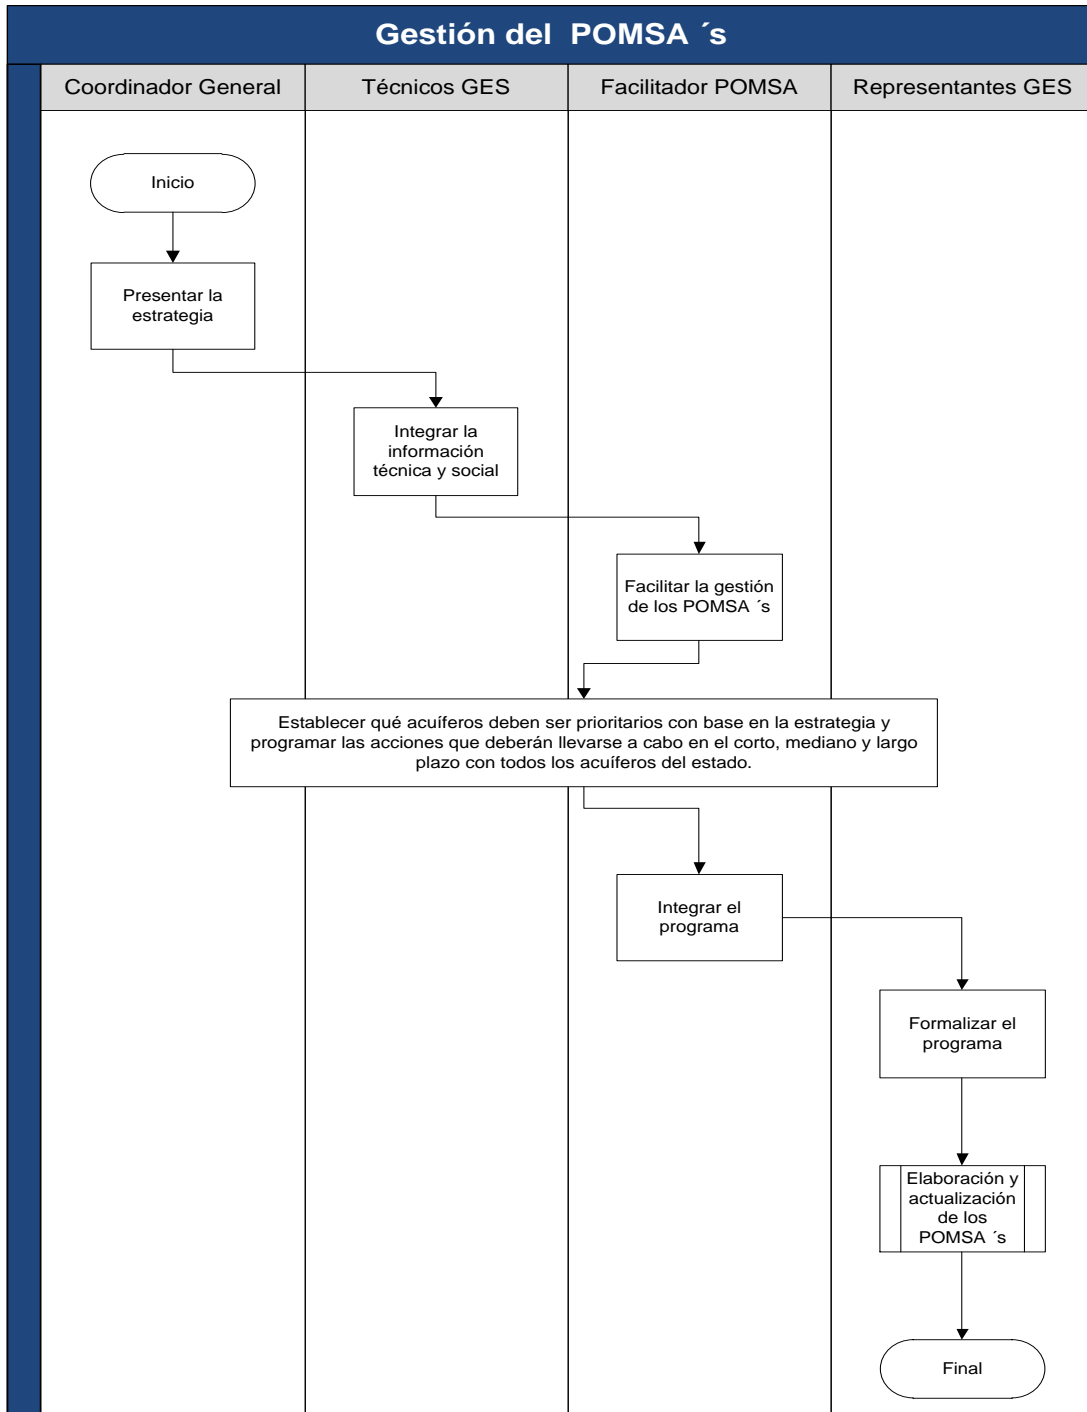 Gestión del POMSA ´s
Coordinador General
Técnicos GES
Facilitador POMSA
Representantes GES
Inicio
Presentar la
estrategia
Integrar la
información
técnica y social
Facilitar la gestión
de los POMSA ´s
Establecer qué acuíferos deben ser prioritarios con base en la estrategia y
programar las acciones que deberán llevarse a cabo en el corto, mediano y largo
plazo con todos los acuíferos del estado.
Integrar el
programa
Formalizar el
programa
Elaboración y
actualización
de los
POMSA ´s
Final